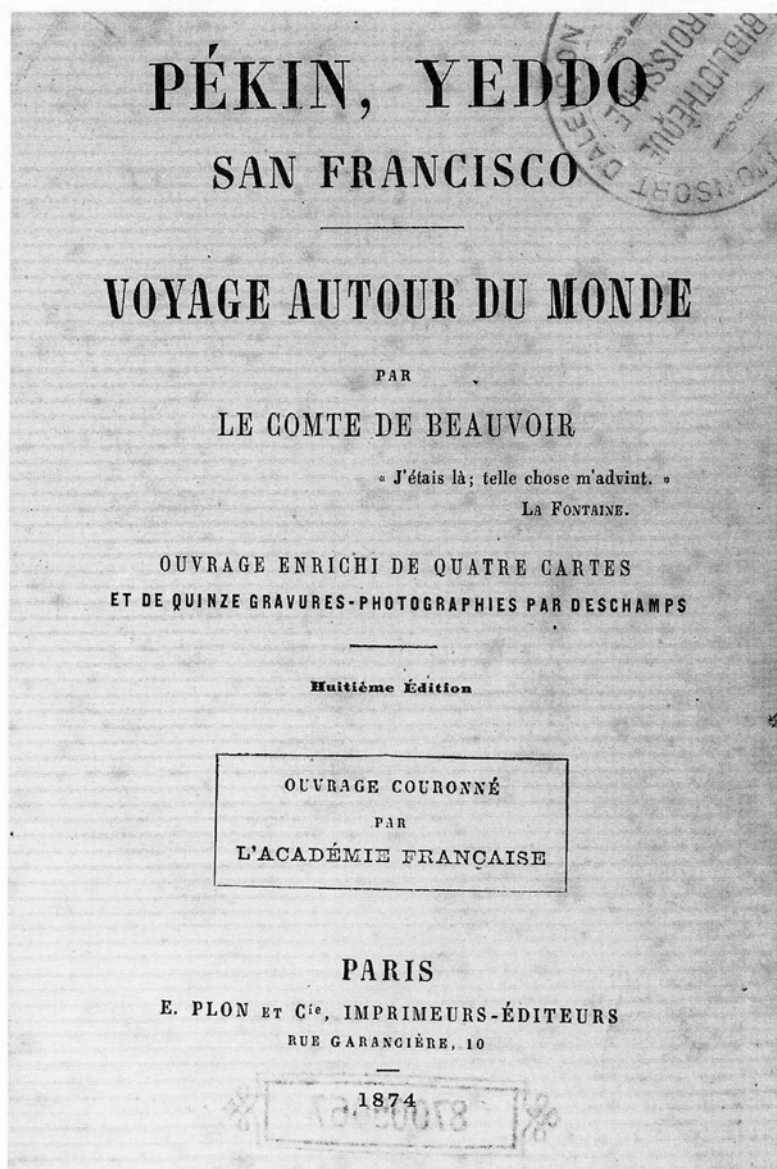 PÉKIN, YEDDO
SAN FRANCISCO
VOYAGE AUTOUR DU MONDE
PAR
LE COMTE DE BEAUVOIR
« J'étais là; telle chose m'advint. »
LA FONTAINE.
OUVRAGE ENRICHI DE QUATRE CARTES
ET DE QUINZE GRAVURES-PHOTOGRAPHIES PAR DESCHAMPS
Huitième Édition
OUVRAGE COURONNÉ
PAR
L'ACADÉMIE FRANÇAISE
PARIS
E. PLON ET Cie, IMPRIMEURS-ÉDITEURS
RUE GARANCIÈRE, 10
1874
BIBLIOTHÈQUE